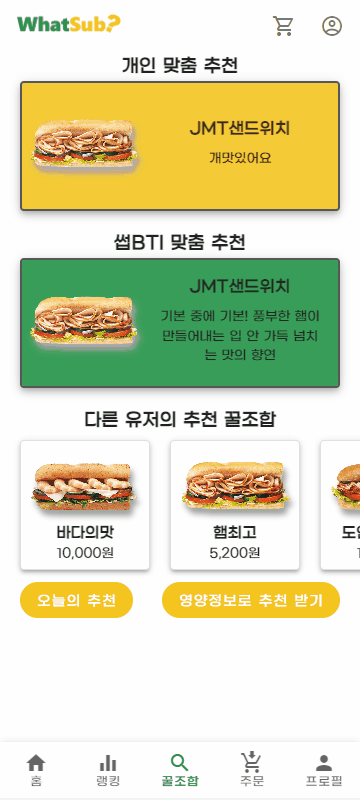 WhatSub?
개인 맞춤 추천
JMT샌드위치
개맛있어요
썹BTI 맞춤 추천
JMT샌드위치
기본 중에 기본! 풍부한 햄이
만들어내는 입 안 가득 넘치
는 맛의 향연
다른 유저의 추천 꿀조합
바다의맛
10,000원
햄최고
5,200원
오늘의 추천
영양정보로 추천 받기
홈
랭킹
꿀조합
주문
프로필